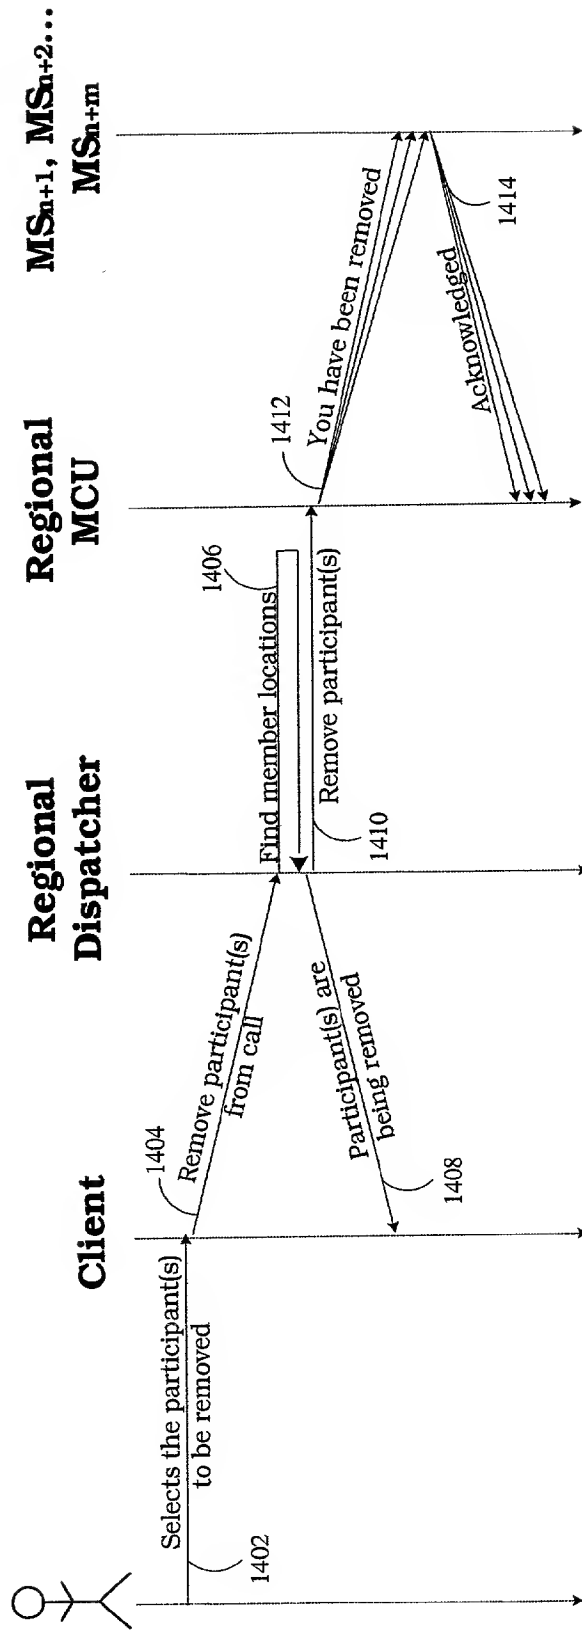 Client
Regional
Dispatcher
Regional
MCU
MSn+1, MSn+2...
MSn+m
Selects the participant(s)
to be removed
1402
1404
Remove participant(s)
from call
Find member locations
1406
Participant(s) are
being removed
1408
Remove participant(s)
1410
1412
You have been removed
Acknowledged
1414